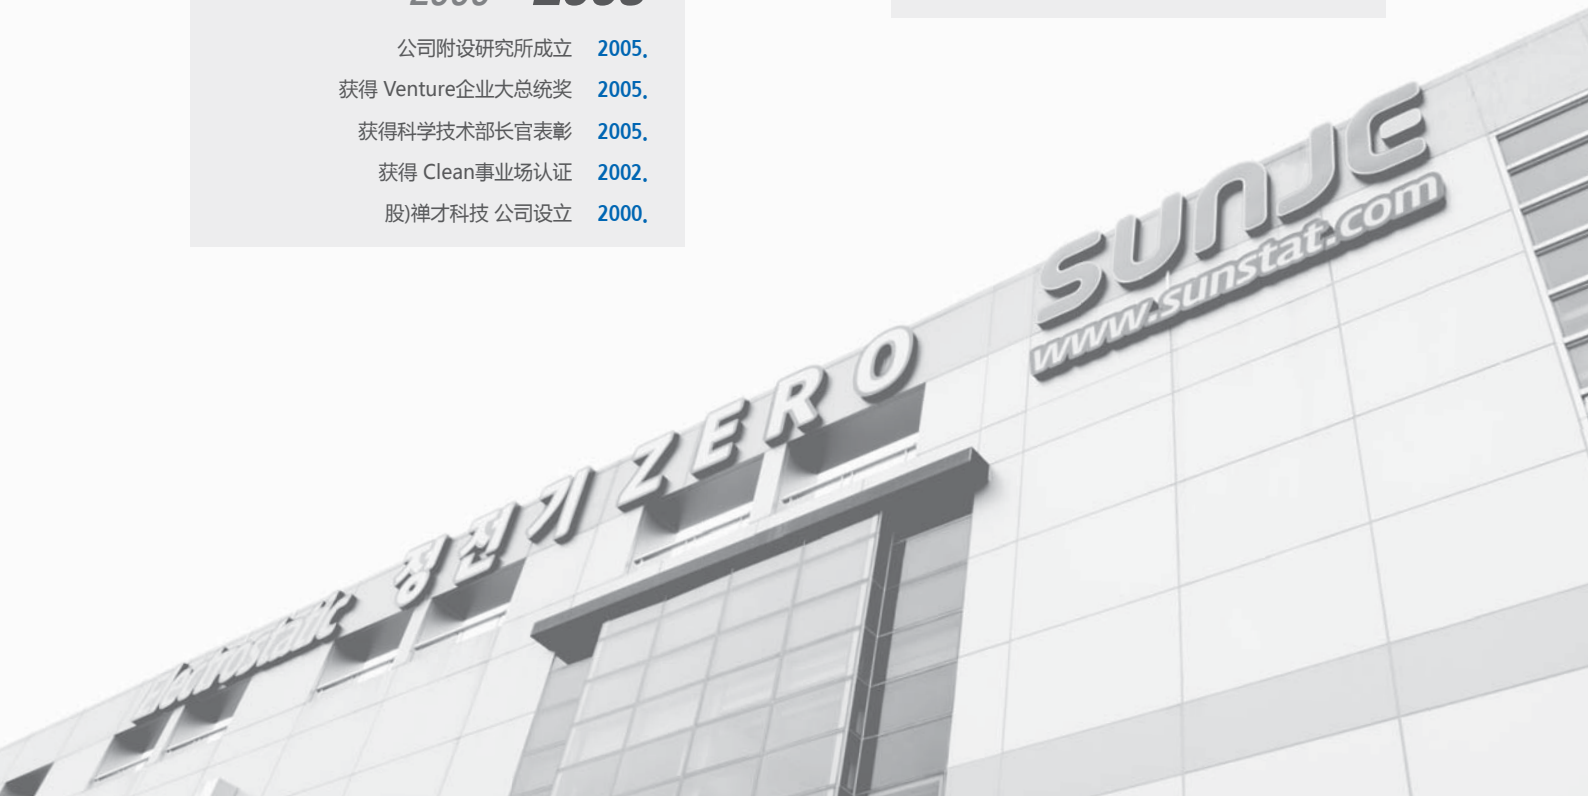 公司附设研究所成立 2005.
获得 Venture企业大总统奖 2005.
获得科学技术部长官表彰 2005.
获得 Clean事业场认证 2002.
股)禅才科技 公司设立 2000.
SUNJE
www.sunstat.com
Electrostatic 정전기 ZERO